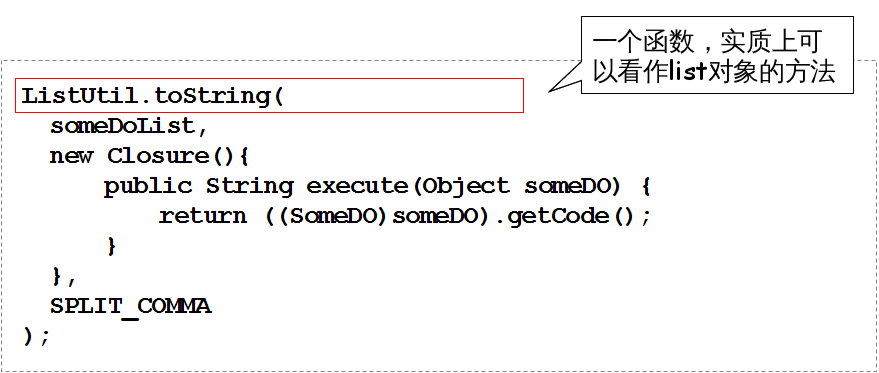 一个函数，实质上可
以看作list对象的方法
ListUtil.toString(
someDoList,
new Closure(){
public String execute(Object someDO) {
return ((SomeDO)someDO).getCode();
}
},
SPLIT_COMMA
);